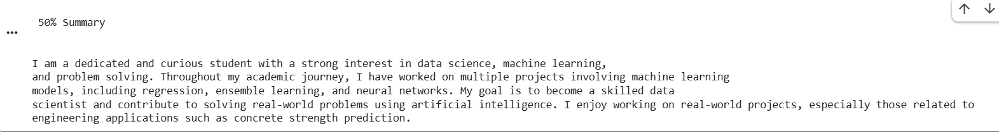 50% Summary
I am a dedicated and curious student with a strong interest in data science, machine learning,
and problem solving. Throughout my academic journey, I have worked on multiple projects involving machine learning
models, including regression, ensemble learning, and neural networks. My goal is to become a skilled data
scientist and contribute to solving real-world problems using artificial intelligence. I enjoy working on real-world projects, especially those related to
engineering applications such as concrete strength prediction.